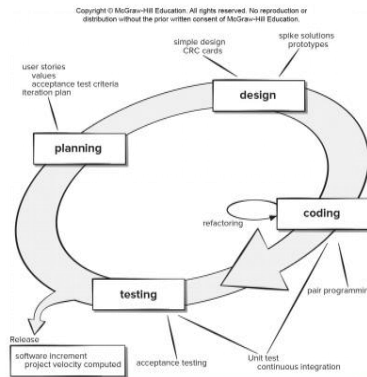 Copyright © McGraw-Hill Education. All rights reserved. No reproduction or
distribution without the prior written consent of McGraw-Hill Education.
simple design
CRC cards
spike solutions
prototypes
user stories
values
acceptance test criteria
iteration plan
design
planning
refactoring
coding
pair programmin
testing
Release
software increment
project velocity computed
acceptance testing
Unit test
continuous integration